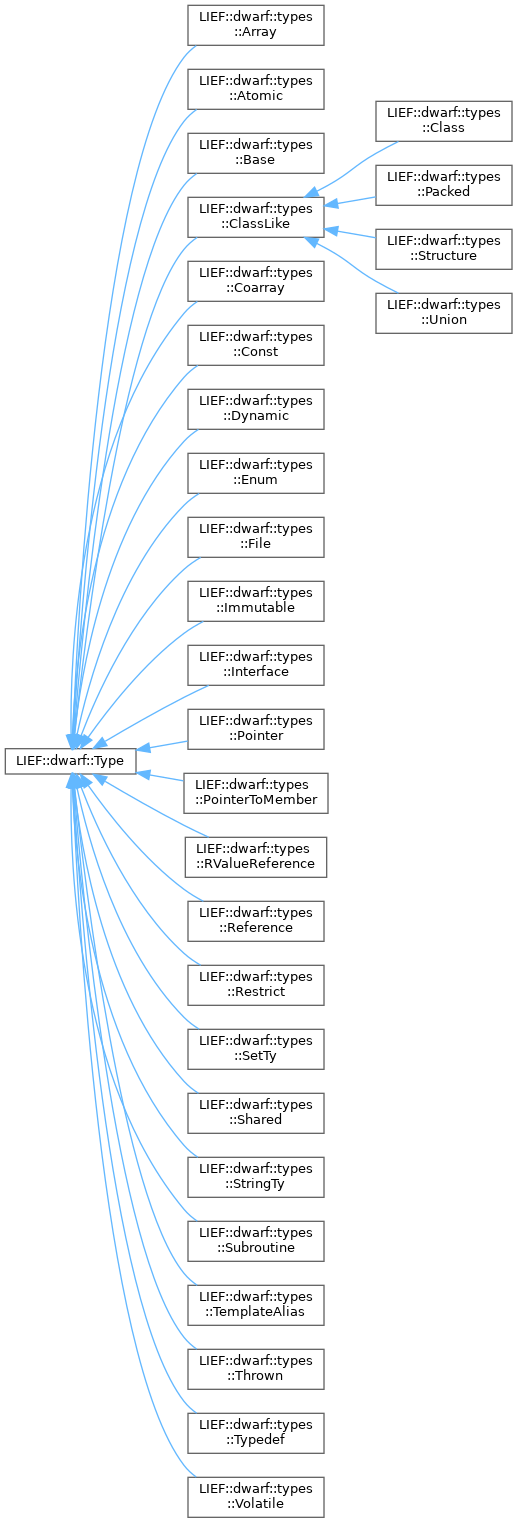 LIEF::dwarf::Type
LIEF::dwarf::types
::Array
LIEF::dwarf::types
::Atomic
LIEF::dwarf::types
::Base
LIEF::dwarf::types
::ClassLike
LIEF::dwarf::types
::Class
LIEF::dwarf::types
::Packed
LIEF::dwarf::types
::Structure
LIEF::dwarf::types
::Union
LIEF::dwarf::types
::Coarray
LIEF::dwarf::types
::Const
LIEF::dwarf::types
::Dynamic
LIEF::dwarf::types
::Enum
LIEF::dwarf::types
::File
LIEF::dwarf::types
::Immutable
LIEF::dwarf::types
::Interface
LIEF::dwarf::types
::Pointer
LIEF::dwarf::types
::PointerToMember
LIEF::dwarf::types
::RValueReference
LIEF::dwarf::types
::Reference
LIEF::dwarf::types
::Restrict
LIEF::dwarf::types
::SetTy
LIEF::dwarf::types
::Shared
LIEF::dwarf::types
::StringTy
LIEF::dwarf::types
::Subroutine
LIEF::dwarf::types
::TemplateAlias
LIEF::dwarf::types
::Thrown
LIEF::dwarf::types
::Typedef
LIEF::dwarf::types
::Volatile